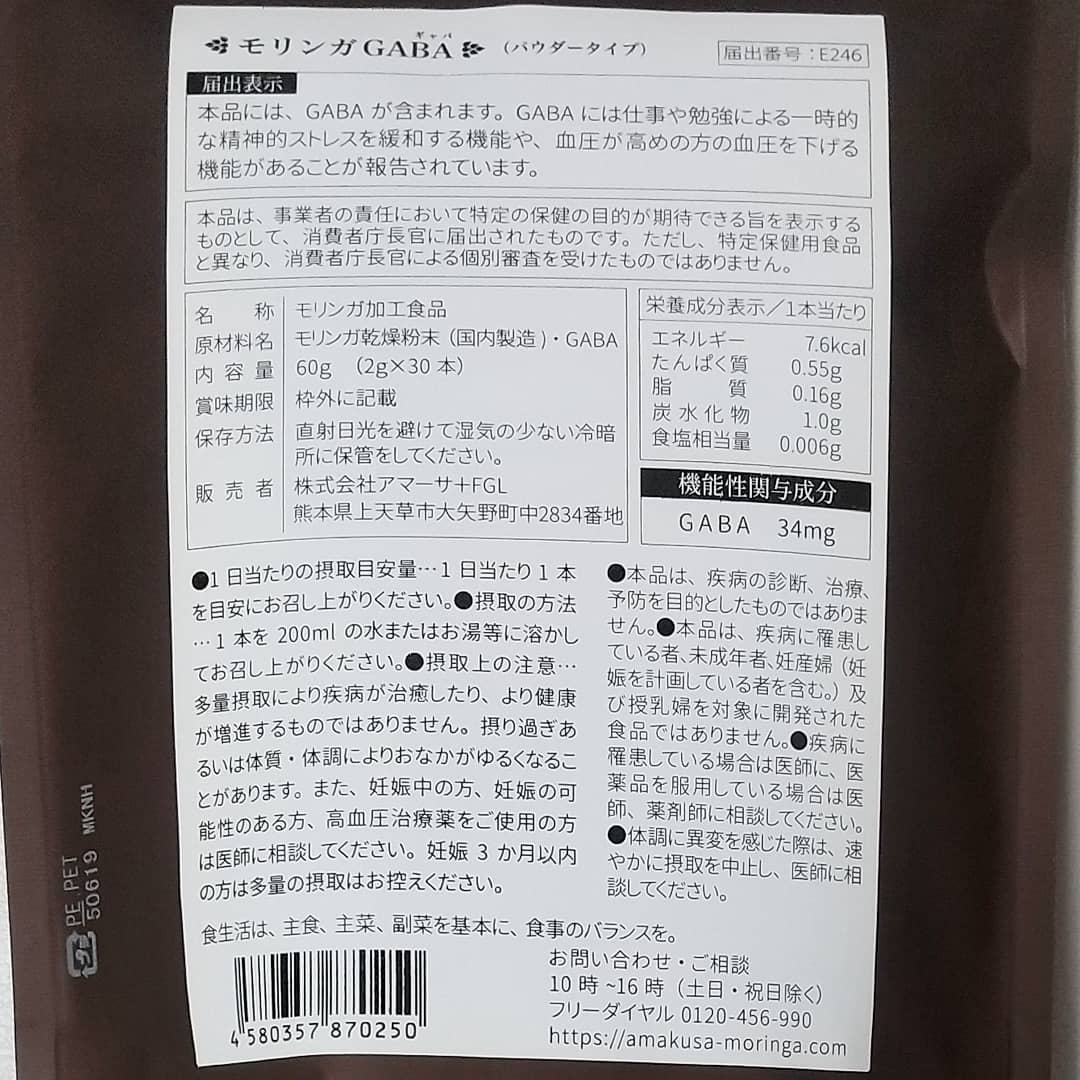 モリンガGABA（パウダータイプ）
ギャバ
届出番号：E246
届出表示
本品には、GABA が含まれます。GABA には仕事や勉強による一時的
な精神的ストレスを緩和する機能や、血圧が高めの方の血圧を下げる
機能があることが報告されています。
本品は、事業者の責任において特定の保健の目的が期待できる旨を表示する
ものとして、消費者庁長官に届出されたものです。ただし、特定保健用食品
と異なり、消費者庁長官による個別審査を受けたものではありません。
名称 モリンガ加工食品
原材料名 モリンガ乾燥粉末（国内製造）・GABA
内容量 60g （2g×30本）
賞味期限 枠外に記載
保存方法 直射日光を避けて湿気の少ない冷暗
所に保管をしてください。
販売者 株式会社アマーサ+FGL
熊本県上天草市大矢野町中2834番地
栄養成分表示／1本当たり
エネルギー 7.6kcal
たんぱく質 0.55g
脂質 0.16g
炭水化物 1.0g
食塩相当量 0.006g
機能性関与成分
GABA 34mg
●1日当たりの摂取目安量…1日当たり1本
を目安にお召し上がりください。●摂取の方法
…1本を200mlの水またはお湯等に溶かし
てお召し上がりください。●摂取上の注意…
多量摂取により疾病が治癒したり、より健康
が増進するものではありません。摂り過ぎあ
るいは体質・体調によりおなかがゆるくなるこ
とがあります。また、妊娠中の方、妊娠の可
能性のある方、高血圧治療薬をご使用の方
は医師に相談してください。妊娠3か月以内
の方は多量の摂取はお控えください。
●本品は、疾病の診断、治療、
予防を目的としたものではありま
せん。●本品は、疾病に罹患し
ている者、未成年者、妊産婦（妊
娠を計画している者を含む。）及
び授乳婦を対象に開発された
食品ではありません。●疾病に
罹患している場合は医師に、医
薬品を服用している場合は医
師、薬剤師に相談してください。
●体調に異変を感じた際は、速
やかに摂取を中止し、医師に相
談してください。
食生活は、主食、主菜、副菜を基本に、食事のバランスを。
4 580357 870250
お問い合わせ・ご相談
10時~16時（土日・祝日除く）
フリーダイヤル 0120-456-990
https://amakusa-moringa.com
プラ
PE,PET
50619 MKNH